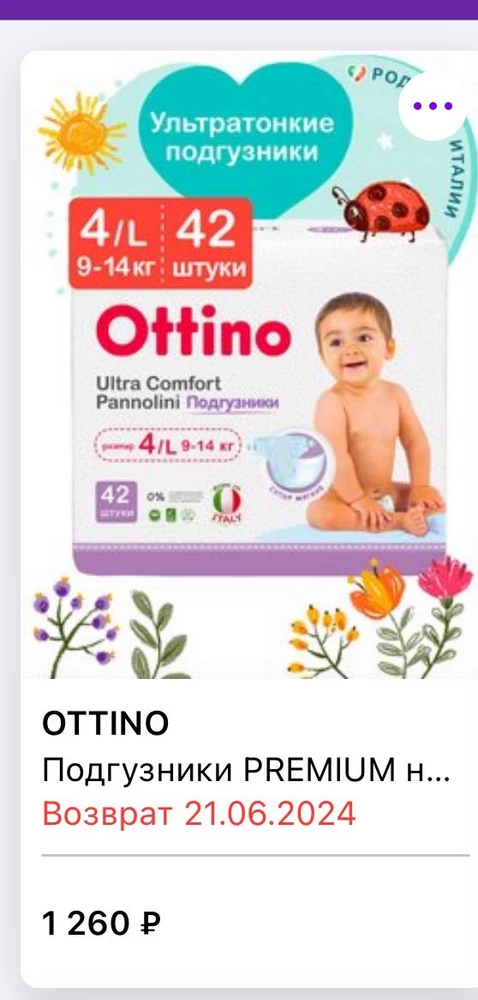 Ультратонкие
подгузники
ИТАЛИИ
4/L 42
9-14 кг штуки
Ottino
Ultra Comfort
Pannolini Подгузники
размер 4/L 9-14 кг
42
штуки
0%
ITALY
OTTINO
Подгузники PREMIUM н...
Возврат 21.06.2024
1 260 ₽